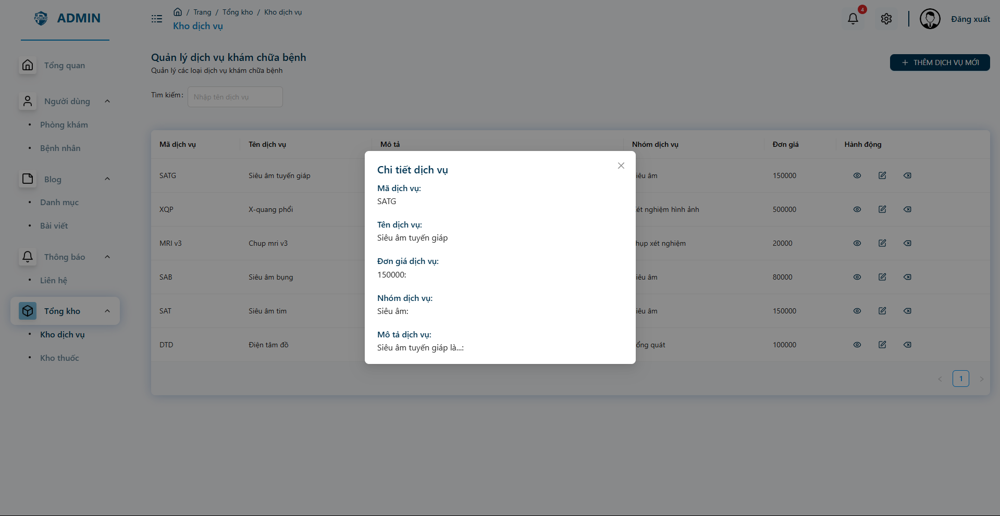 P-CLINIC
ADMIN
/ Trang / Tổng kho / Kho dịch vụ
Kho dịch vụ
4
Đăng xuất
Tổng quan
Người dùng
• Phòng khám
• Bệnh nhân
Blog
• Danh mục
• Bài viết
Thông báo
• Liên hệ
Tổng kho
• Kho dịch vụ
• Kho thuốc
Quản lý dịch vụ khám chữa bệnh
Quản lý các loại dịch vụ khám chữa bệnh
+ THÊM DỊCH VỤ MỚI
Tìm kiếm: Nhập tên dịch vụ
Mã dịch vụ Tên dịch vụ Mô tả Nhóm dịch vụ Đơn giá Hành động
SATG Siêu âm tuyến giáp iêu âm 150000
XQP X-quang phổi ét nghiệm hình ảnh 500000
MRI v3 Chụp mri v3 hụp xét nghiệm 20000
SAB Siêu âm bụng iêu âm 80000
SAT Siêu âm tim iêu âm 150000
DTD Điện tâm đồ ổng quát 100000
< 1 >
Chi tiết dịch vụ
Mã dịch vụ:
SATG
Tên dịch vụ:
Siêu âm tuyến giáp
Đơn giá dịch vụ:
150000:
Nhóm dịch vụ:
Siêu âm:
Mô tả dịch vụ:
Siêu âm tuyến giáp là...: